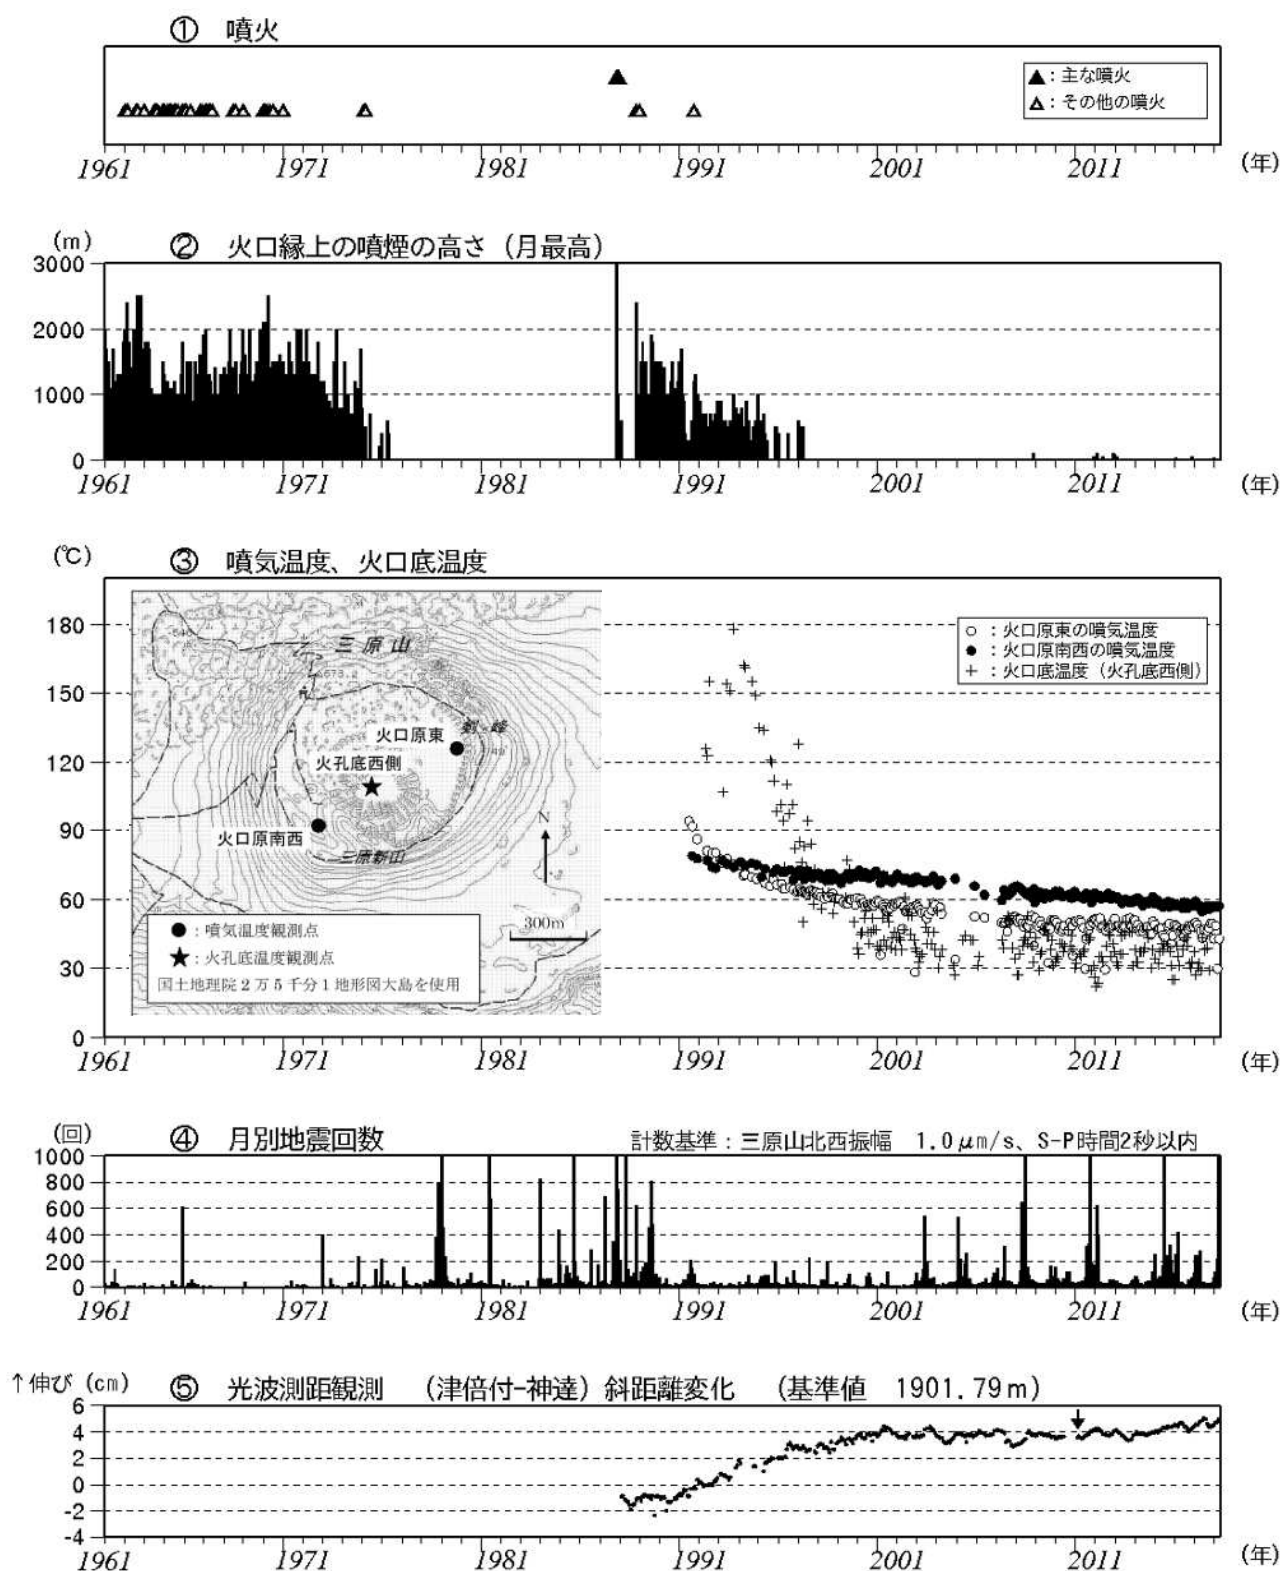 ① 噴火
▲：主な噴火
△：その他の噴火
1961 1971 1981 1991 2001 2011 (年)
(m) ② 火口縁上の噴煙の高さ（月最高）
3000
2000
1000
0
1961 1971 1981 1991 2001 2011 (年)
(℃) ③ 噴気温度、火口底温度
180
150
120
90
60
30
0
○ ：火口原東の噴気温度
● ：火口原南西の噴気温度
＋ ：火口底温度（火孔底西側）
三原山
剣ヶ峰
火口原東
火孔底西側
火口原南西
三原新山
N
300m
●：噴気温度観測点
★：火孔底温度観測点
国土地理院２万５千分１地形図大島を使用
1961 1971 1981 1991 2001 2011 (年)
(回) ④ 月別地震回数 計数基準：三原山北西振幅 1.0μm/s、S-P時間2秒以内
1000
800
600
400
200
0
1961 1971 1981 1991 2001 2011 (年)
↑伸び (cm) ⑤ 光波測距観測 （津倍付-神達）斜距離変化 （基準値 1901.79m）
6
4
2
0
-2
-4
1961 1971 1981 1991 2001 2011 (年)